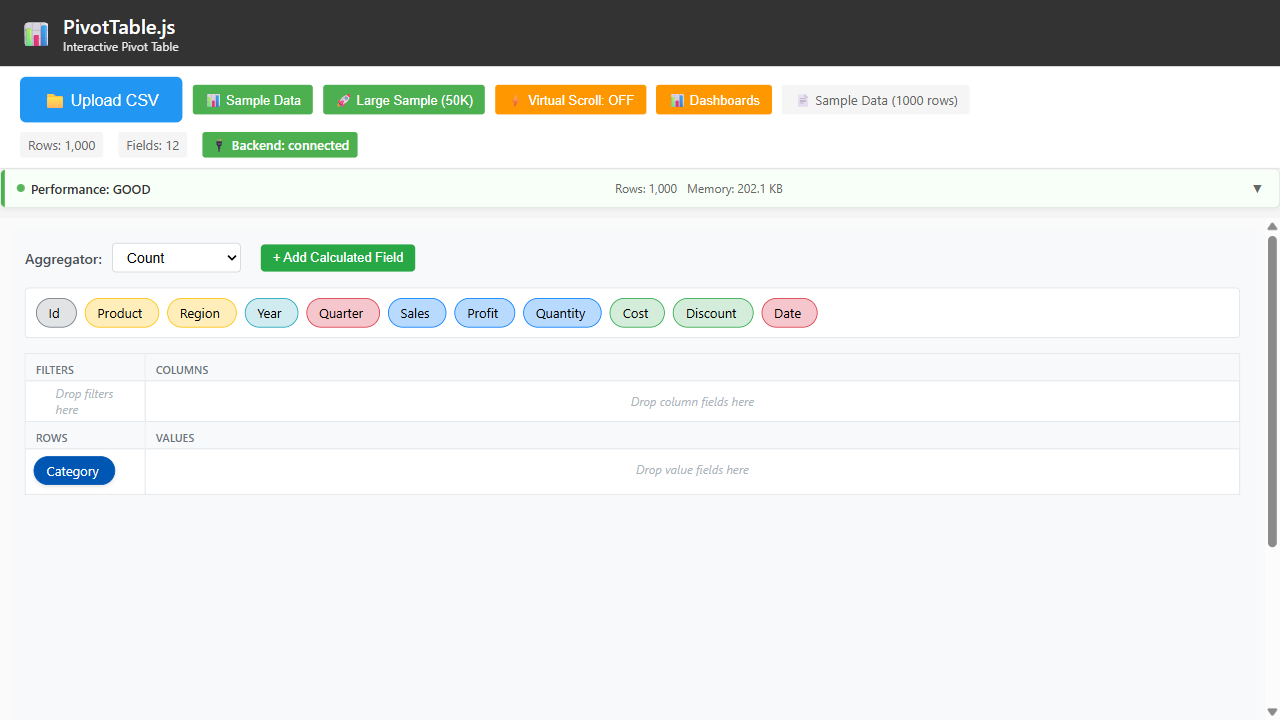 PivotTable.js
Interactive Pivot Table
Upload CSV
Sample Data
Large Sample (50K)
Virtual Scroll: OFF
Dashboards
Sample Data (1000 rows)
Rows: 1,000
Fields: 12
Backend: connected
Performance: GOOD
Rows: 1,000
Memory: 202.1 KB
▼
Aggregator:
Count
+ Add Calculated Field
Id
Product
Region
Year
Quarter
Sales
Profit
Quantity
Cost
Discount
Date
FILTERS
COLUMNS
Drop filters
here
Drop column fields here
ROWS
VALUES
Category
Drop value fields here